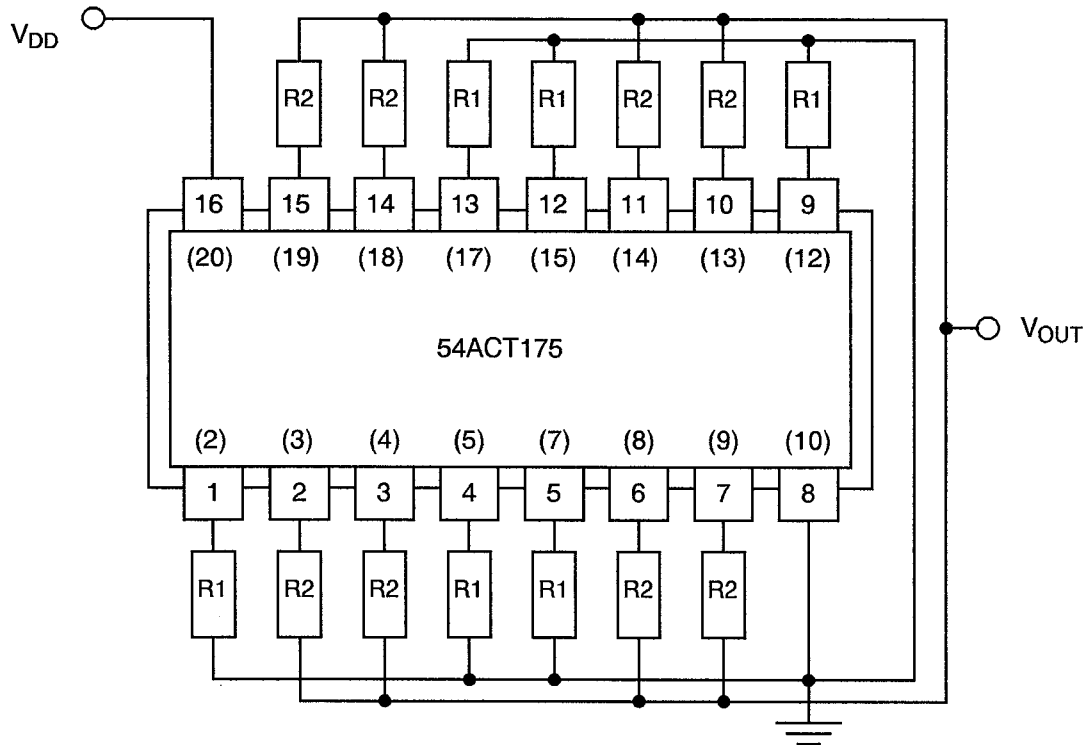 V_DD
R2 R2 R1 R1 R2 R2 R1
16 15 14 13 12 11 10 9
(20) (19) (18) (17) (15) (14) (13) (12)
54ACT175
V_OUT
(2) (3) (4) (5) (7) (8) (9) (10)
1 2 3 4 5 6 7 8
R1 R2 R2 R1 R1 R2 R2